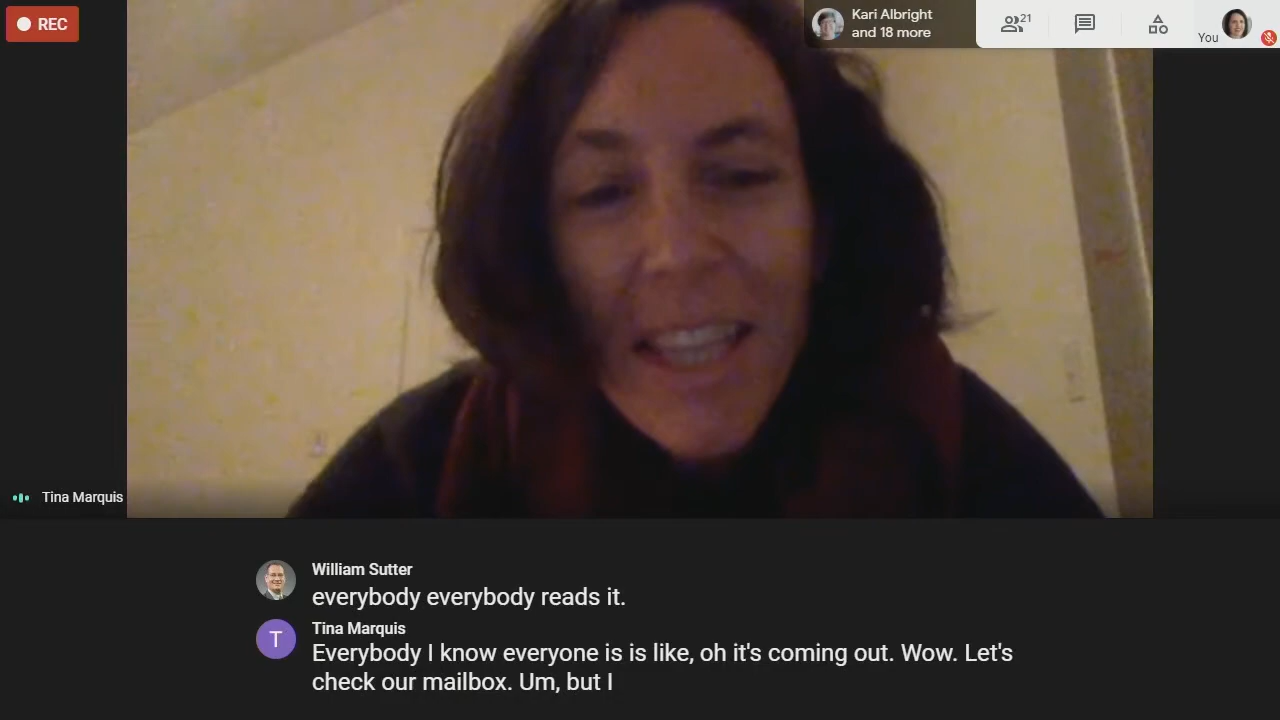 REC
Kari Albright
and 18 more
21
You
Tina Marquis
William Sutter
everybody everybody reads it.
T
Tina Marquis
Everybody I know everyone is is like, oh it's coming out. Wow. Let's
check our mailbox. Um, but I